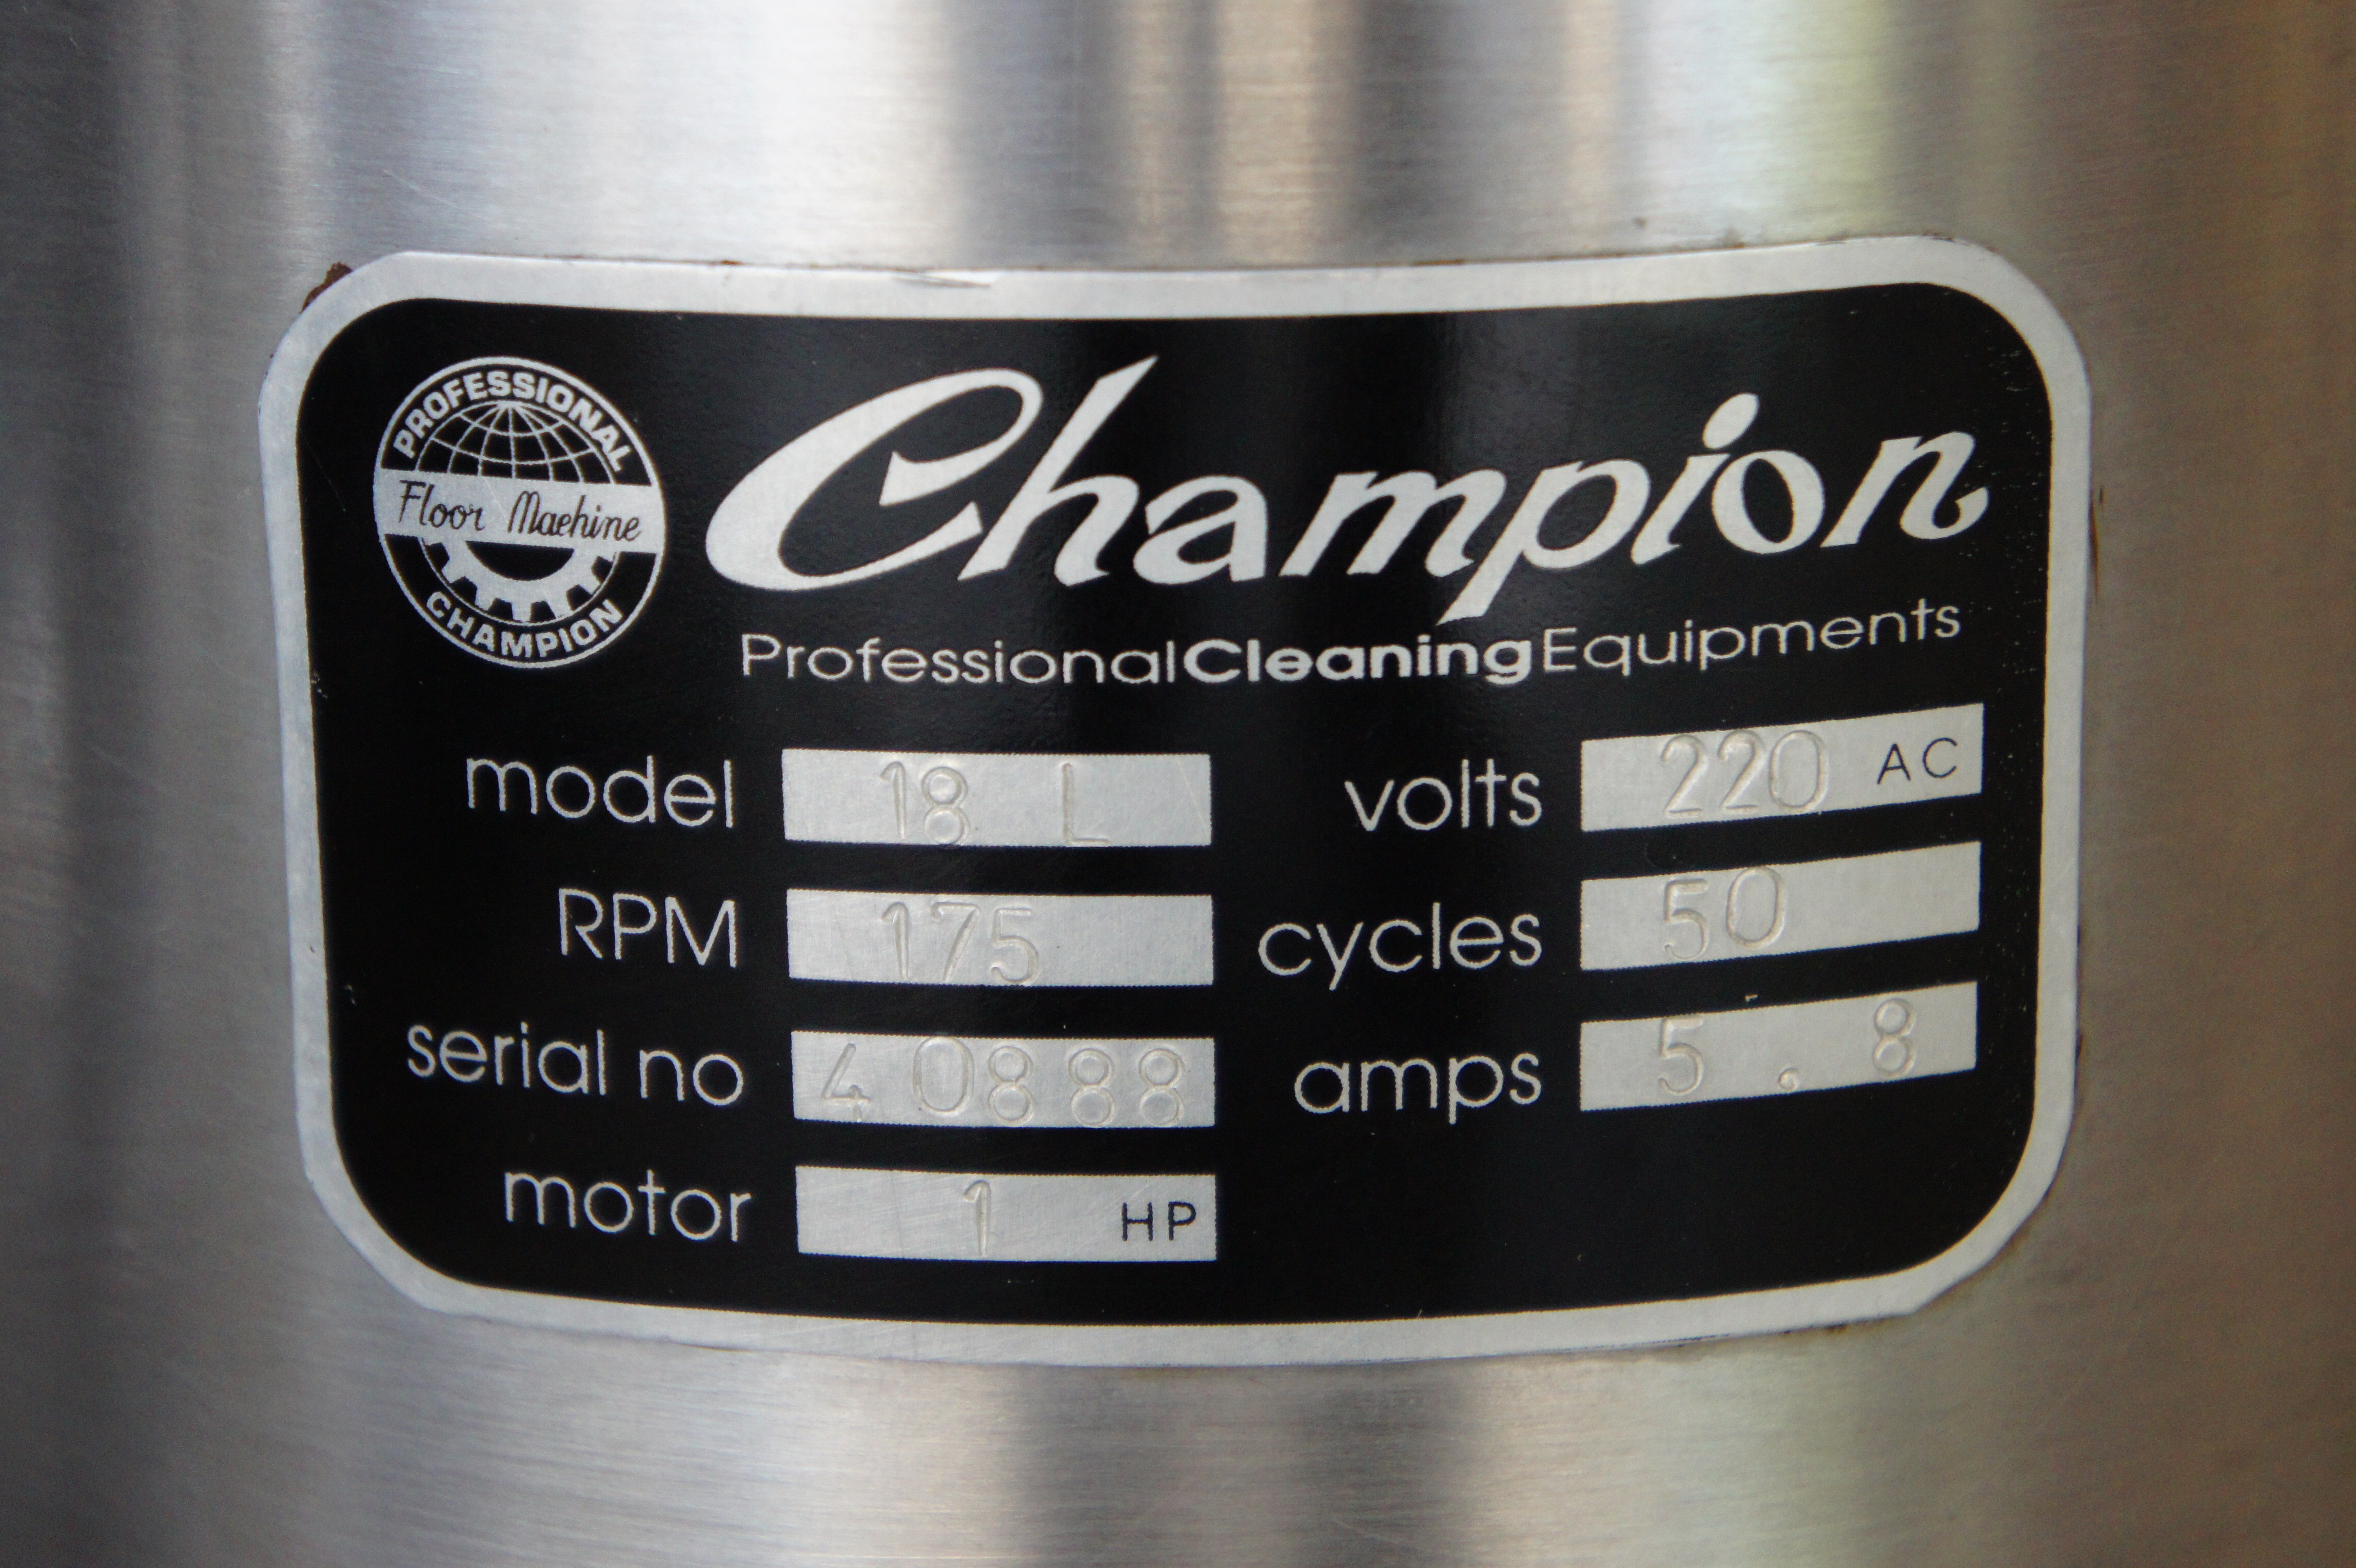 PROFESSIONAL
Floor Machine
CHAMPION
Champion
ProfessionalCleaningEquipments
model 18 L
volts 220 AC
RPM 175
cycles 50
serial no 40888
amps 5.8
motor 1 HP